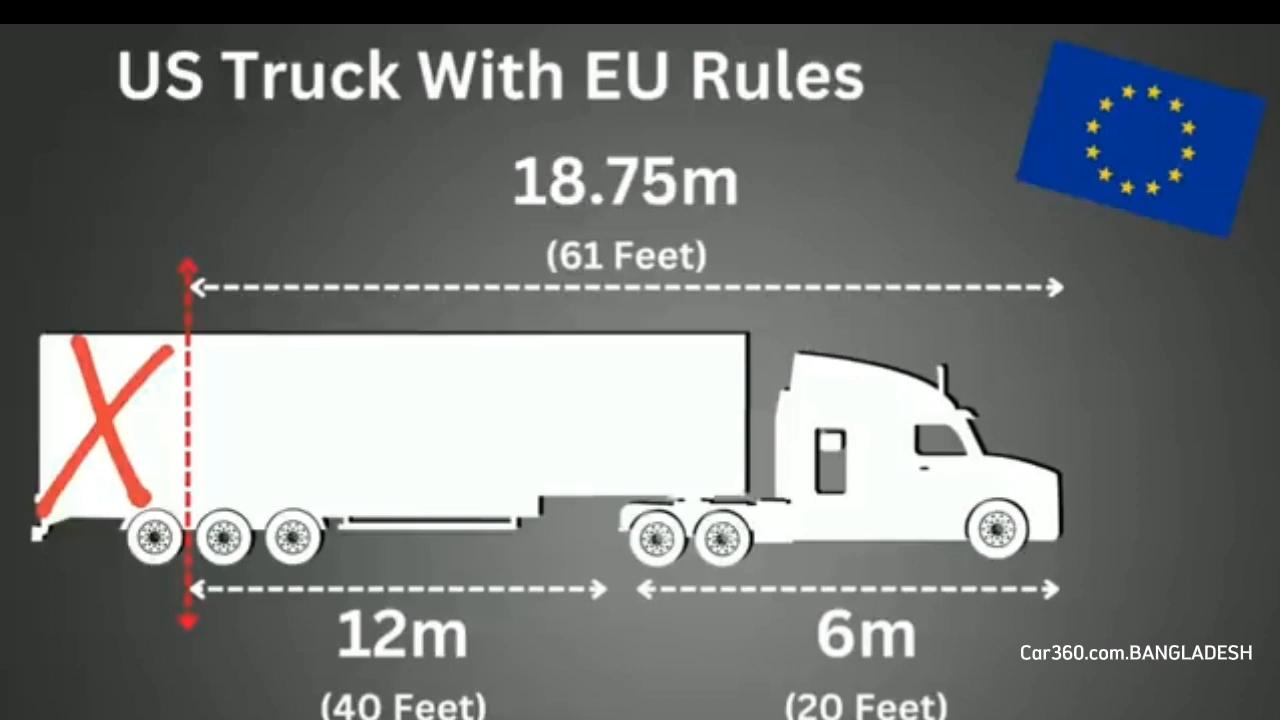 US Truck With EU Rules
18.75m
(61 Feet)
12m
6m
(40 Feet)
(20 Feet)
Car360.com.BANGLADESH